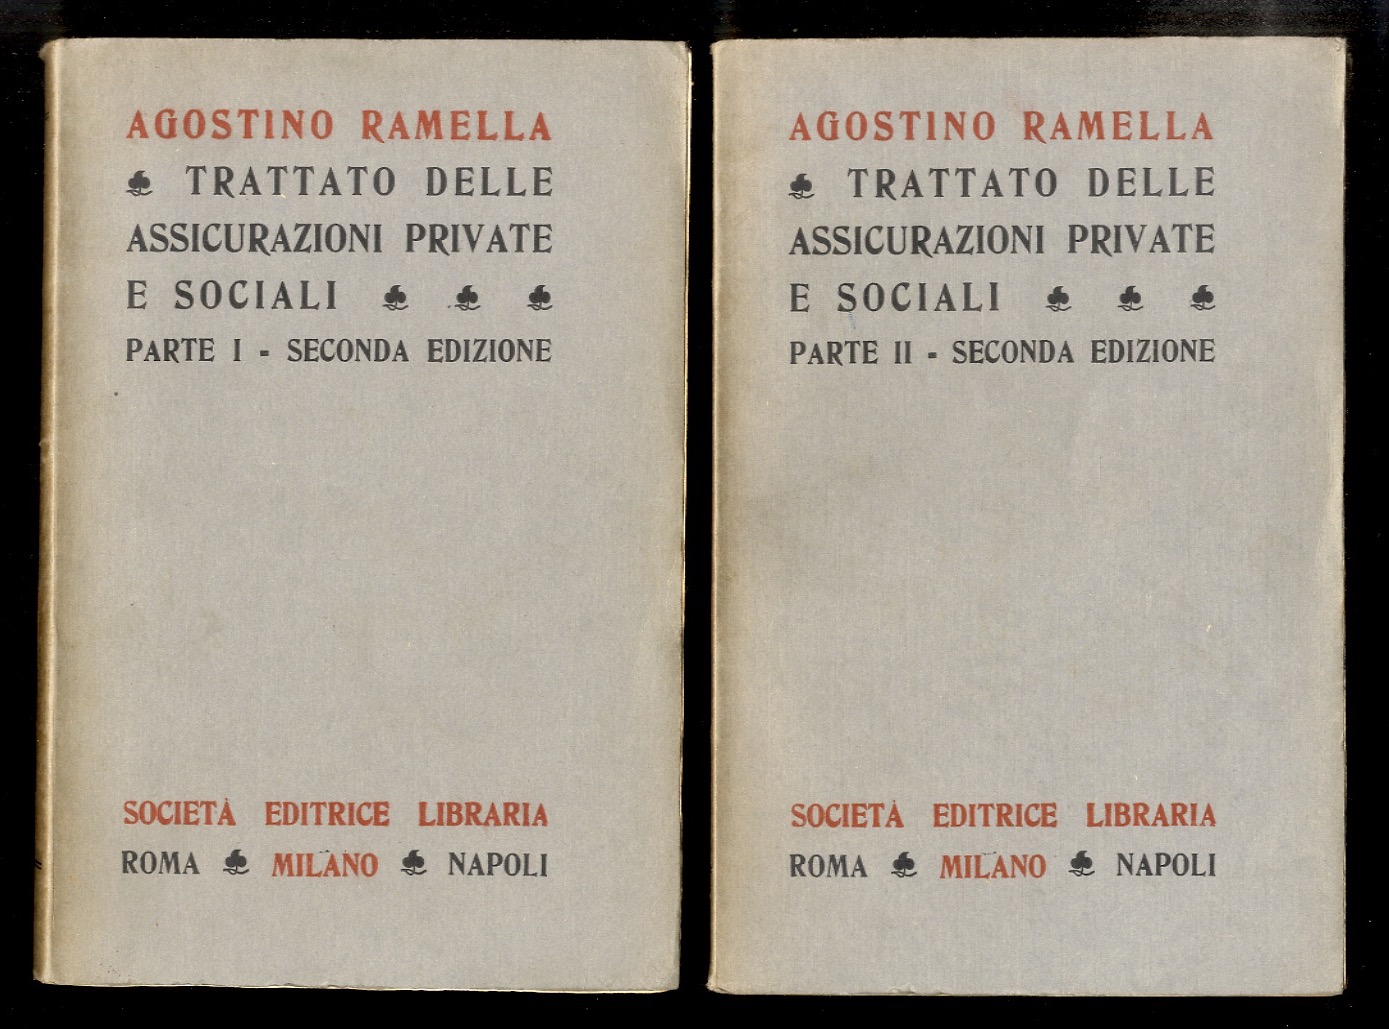 AGOSTINO RAMELLA
TRATTATO DELLE
ASSICURAZIONI PRIVATE
E SOCIALI
PARTE I - SECONDA EDIZIONE
SOCIETÀ EDITRICE LIBRARIA
ROMA MILANO NAPOLI
AGOSTINO RAMELLA
TRATTATO DELLE
ASSICURAZIONI PRIVATE
E SOCIALI
PARTE II - SECONDA EDIZIONE
SOCIETÀ EDITRICE LIBRARIA
ROMA MILANO NAPOLI